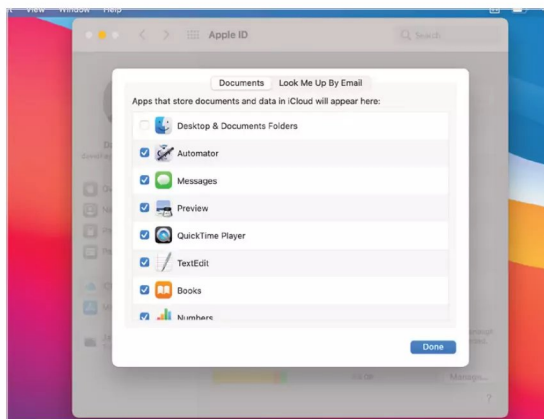 View Window Help
Apple ID
Search
Documents Look Me Up By Email
Apps that store documents and data in iCloud will appear here:
Desktop & Documents Folders
Automator
Messages
Preview
QuickTime Player
TextEdit
Books
Numbers
Done
Manage...
?